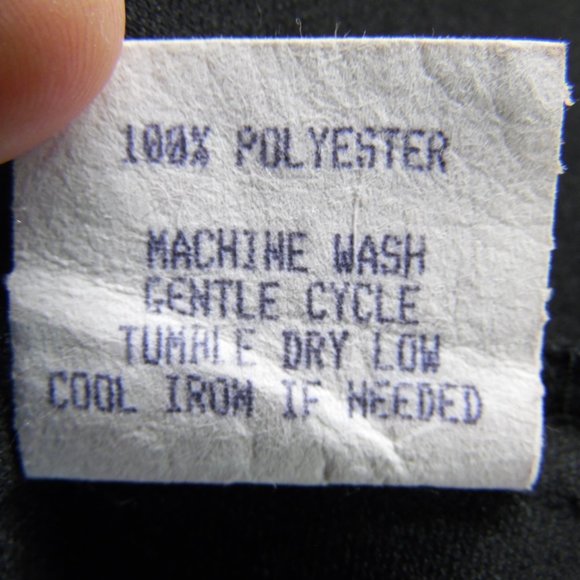 100% POLYESTER
MACHINE WASH
GENTLE CYCLE
TUMBLE DRY LOW
COOL IRON IF NEEDED